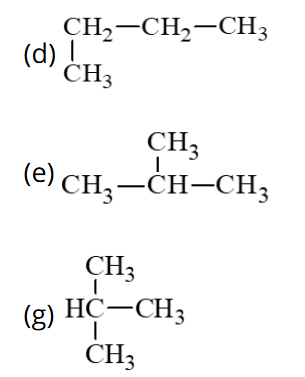 CH₂—CH₂—CH₃
(d) |
CH₃
CH₃
|
(e) CH₃—CH—CH₃
CH₃
|
(g) HC—CH₃
|
CH₃